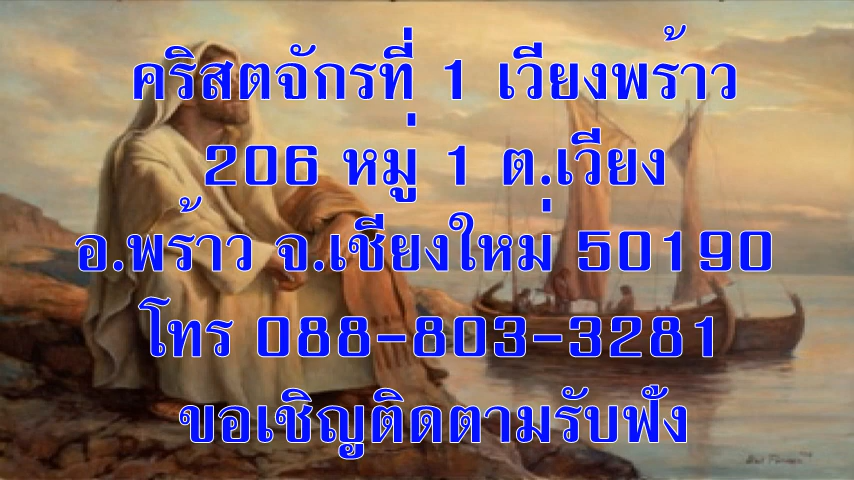 คริสตจักรที่ 1 เวียงพร้าว
206 หมู่ 1 ต.เวียง
อ.พร้าว จ.เชียงใหม่ 50190
โทร 088-803-3281
ขอเชิญติดตามรับฟัง